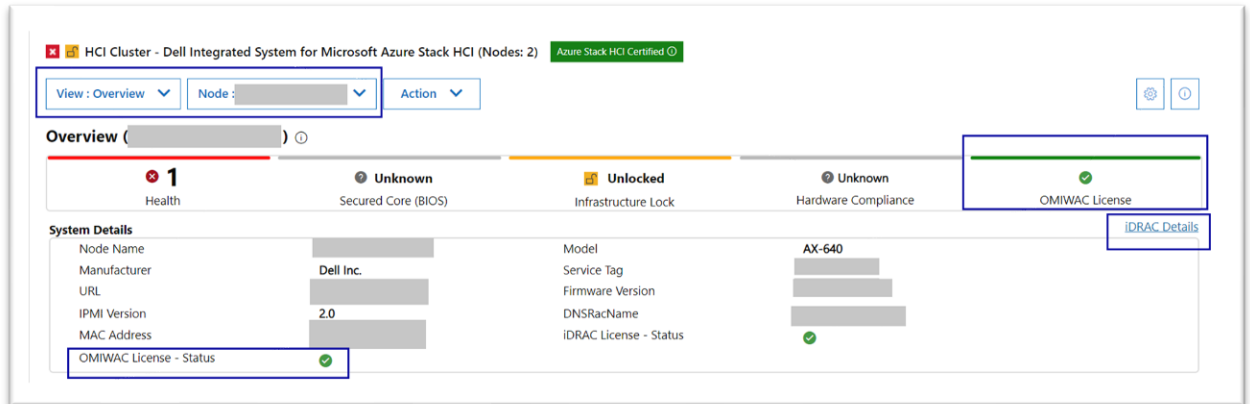 HCI Cluster - Dell Integrated System for Microsoft Azure Stack HCI (Nodes: 2) Azure Stack HCI Certified
View : Overview Node : Action
Overview ( )
1 Unknown Unlocked Unknown
Health Secured Core (BIOS) Infrastructure Lock Hardware Compliance OMIWAC License
System Details iDRAC Details
Node Name Model AX-640
Manufacturer Dell Inc. Service Tag
URL Firmware Version
IPMI Version 2.0 DNSRacName
MAC Address iDRAC License - Status
OMIWAC License - Status